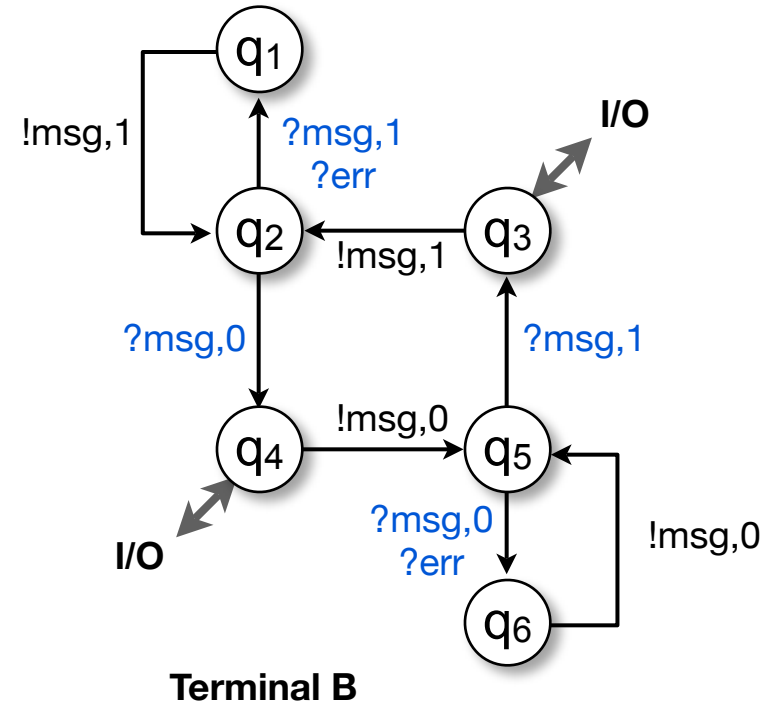 q1
!msg,1
?msg,1
?err
I/O
q2
q3
!msg,1
?msg,0
?msg,1
!msg,0
q4
q5
?msg,0
?err
!msg,0
I/O
q6
Terminal B